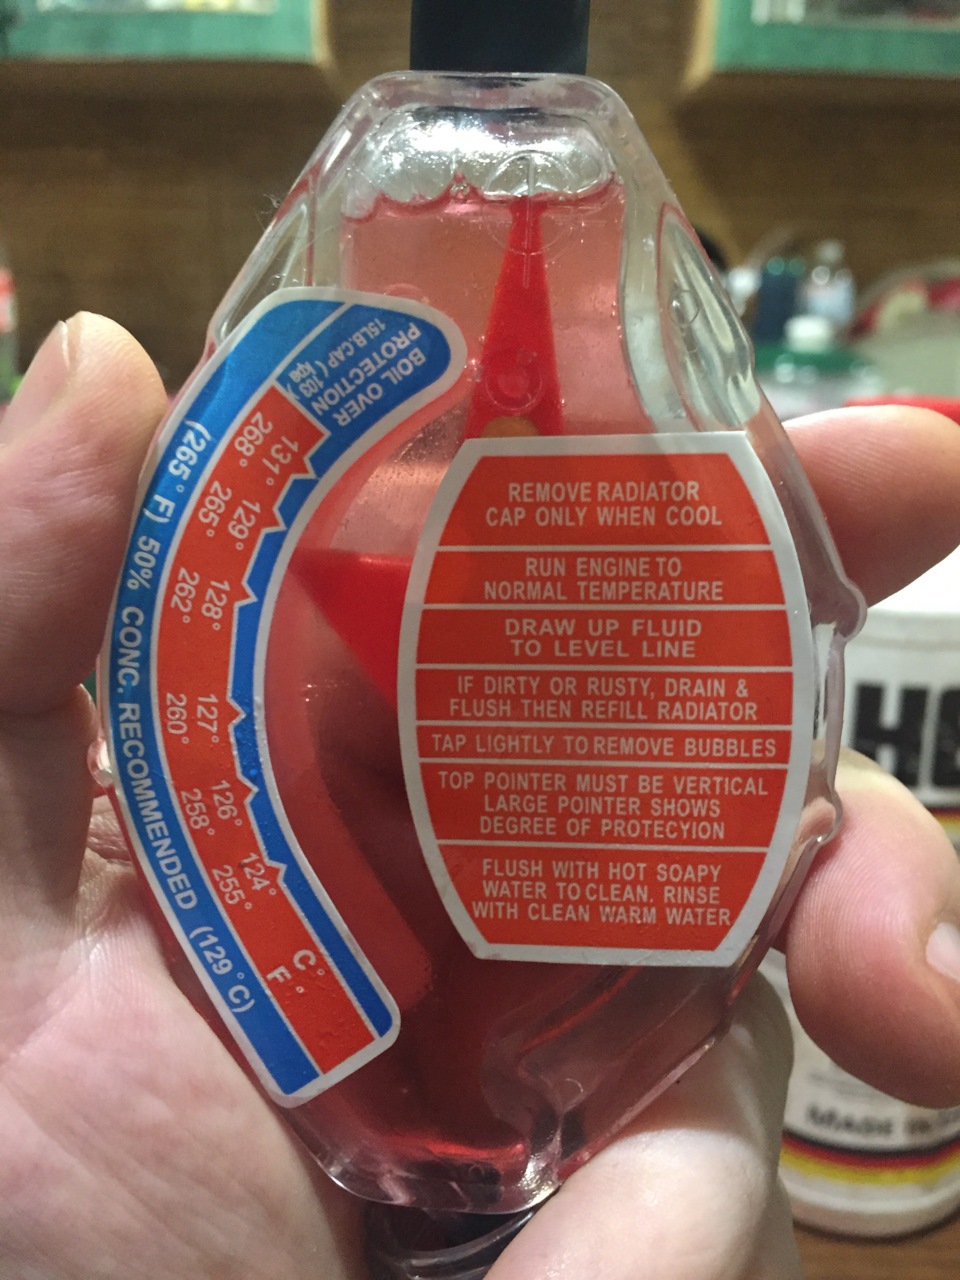 BOIL OVER
PROTECTION
15LB.CAP ( 103 )
kpa
131° 268°
129° 265°
128° 262°
127° 260°
126° 258°
124° 255°
C° F°
(265° F) 50% CONC. RECOMMENDED (129°C)
REMOVE RADIATOR
CAP ONLY WHEN COOL
RUN ENGINE TO
NORMAL TEMPERATURE
DRAW UP FLUID
TO LEVEL LINE
IF DIRTY OR RUSTY, DRAIN &
FLUSH THEN REFILL RADIATOR
TAP LIGHTLY TO REMOVE BUBBLES
TOP POINTER MUST BE VERTICAL
LARGE POINTER SHOWS
DEGREE OF PROTECYION
FLUSH WITH HOT SOAPY
WATER TO CLEAN. RINSE
WITH CLEAN WARM WATER
MADE